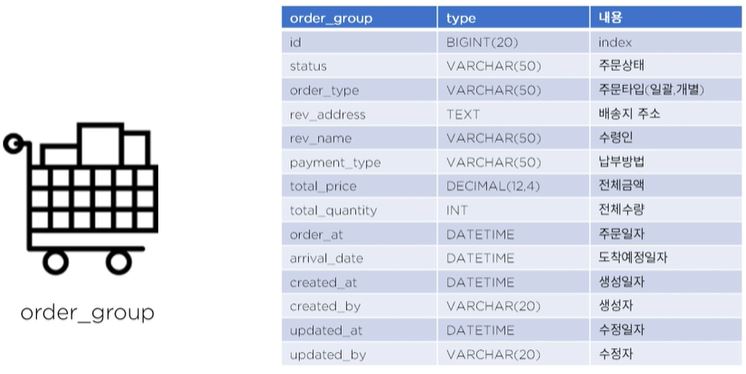 order_group type 내용
id BIGINT(20) index
status VARCHAR(50) 주문상태
order_type VARCHAR(50) 주문타입(일괄,개별)
rev_address TEXT 배송지 주소
rev_name VARCHAR(50) 수령인
payment_type VARCHAR(50) 납부방법
total_price DECIMAL(12,4) 전체금액
total_quantity INT 전체수량
order_at DATETIME 주문일자
arrival_date DATETIME 도착예정일자
created_at DATETIME 생성일자
created_by VARCHAR(20) 생성자
updated_at DATETIME 수정일자
updated_by VARCHAR(20) 수정자
order_group